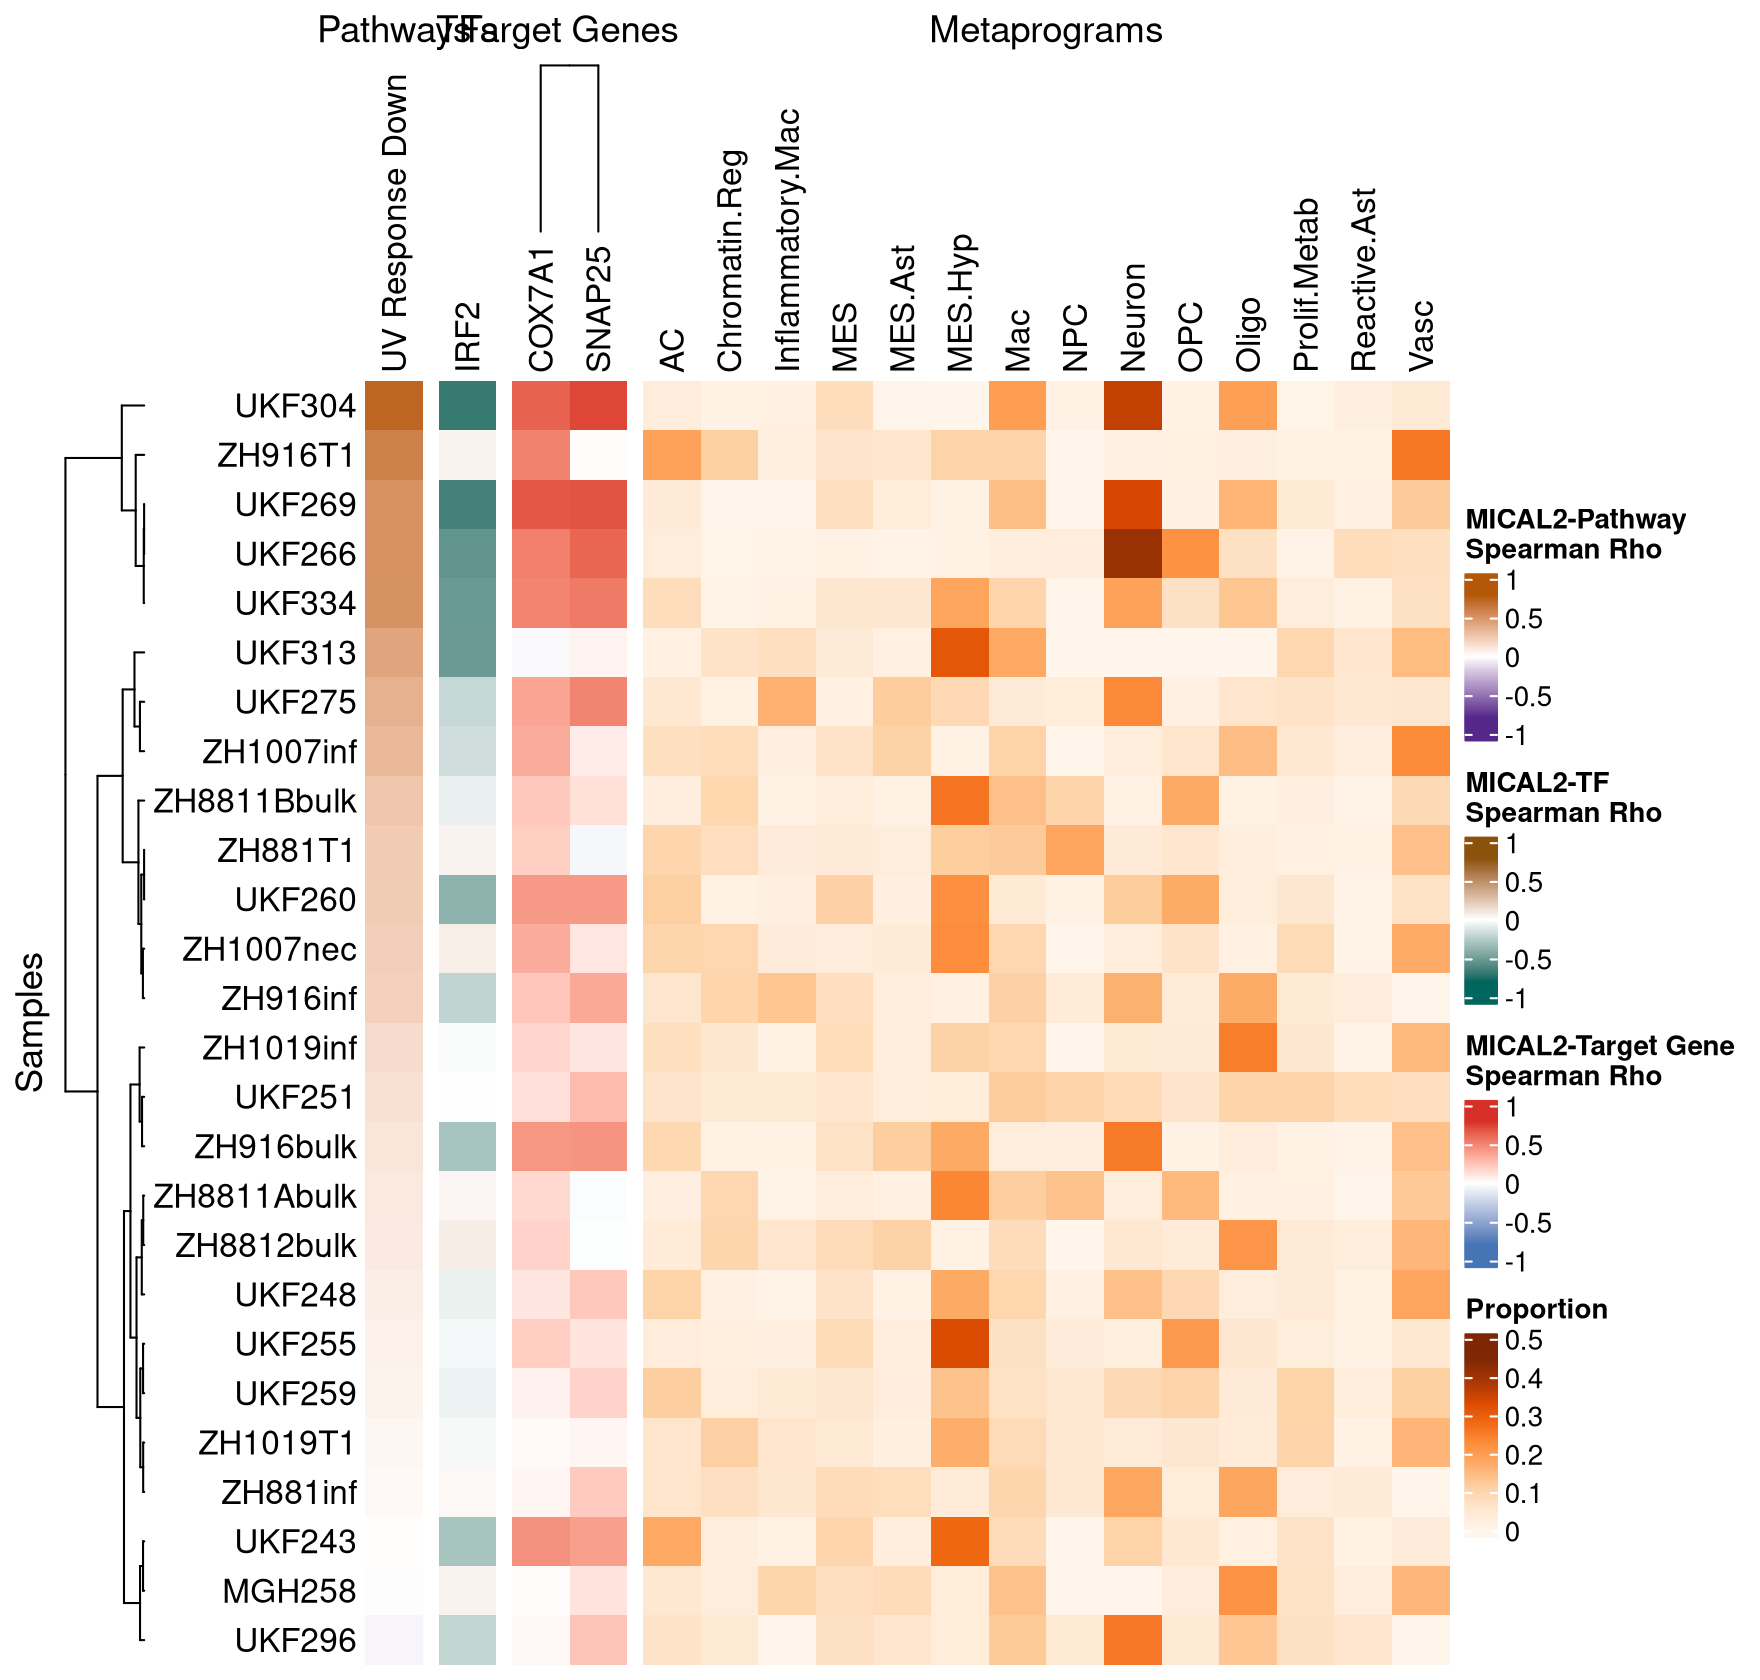 Pathways
TFs
Target Genes
Metaprograms
UV Response Down
IRF2
COX7A1
SNAP25
AC
Chromatin.Reg
Inflammatory.Mac
MES
MES.Ast
MES.Hyp
Mac
NPC
Neuron
OPC
Oligo
Prolif.Metab
Reactive.Ast
Vasc
Samples
UKF304
ZH916T1
UKF269
UKF266
UKF334
UKF313
UKF275
ZH1007inf
ZH8811Bbulk
ZH881T1
UKF260
ZH1007nec
ZH916inf
ZH1019inf
UKF251
ZH916bulk
ZH8811Abulk
ZH8812bulk
UKF248
UKF255
UKF259
ZH1019T1
ZH881inf
UKF243
MGH258
UKF296
MICAL2-Pathway
Spearman Rho
1
0.5
0
-0.5
-1
MICAL2-TF
Spearman Rho
1
0.5
0
-0.5
-1
MICAL2-Target Gene
Spearman Rho
1
0.5
0
-0.5
-1
Proportion
0.5
0.4
0.3
0.2
0.1
0